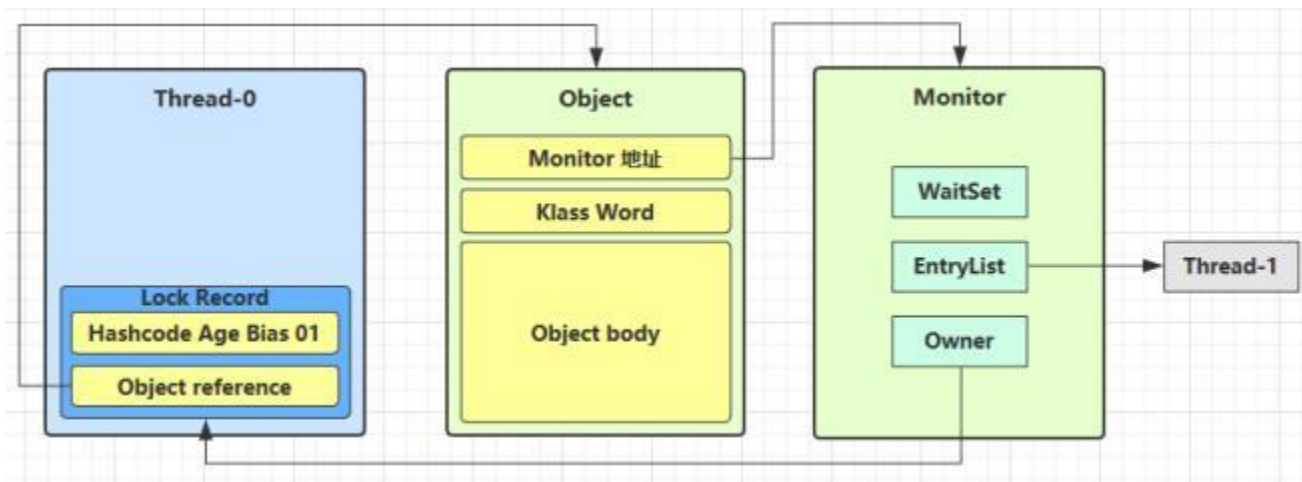 Thread-0
Lock Record
Hashcode Age Bias 01
Object reference
Object
Monitor 地址
Klass Word
Object body
Monitor
WaitSet
EntryList
Owner
Thread-1